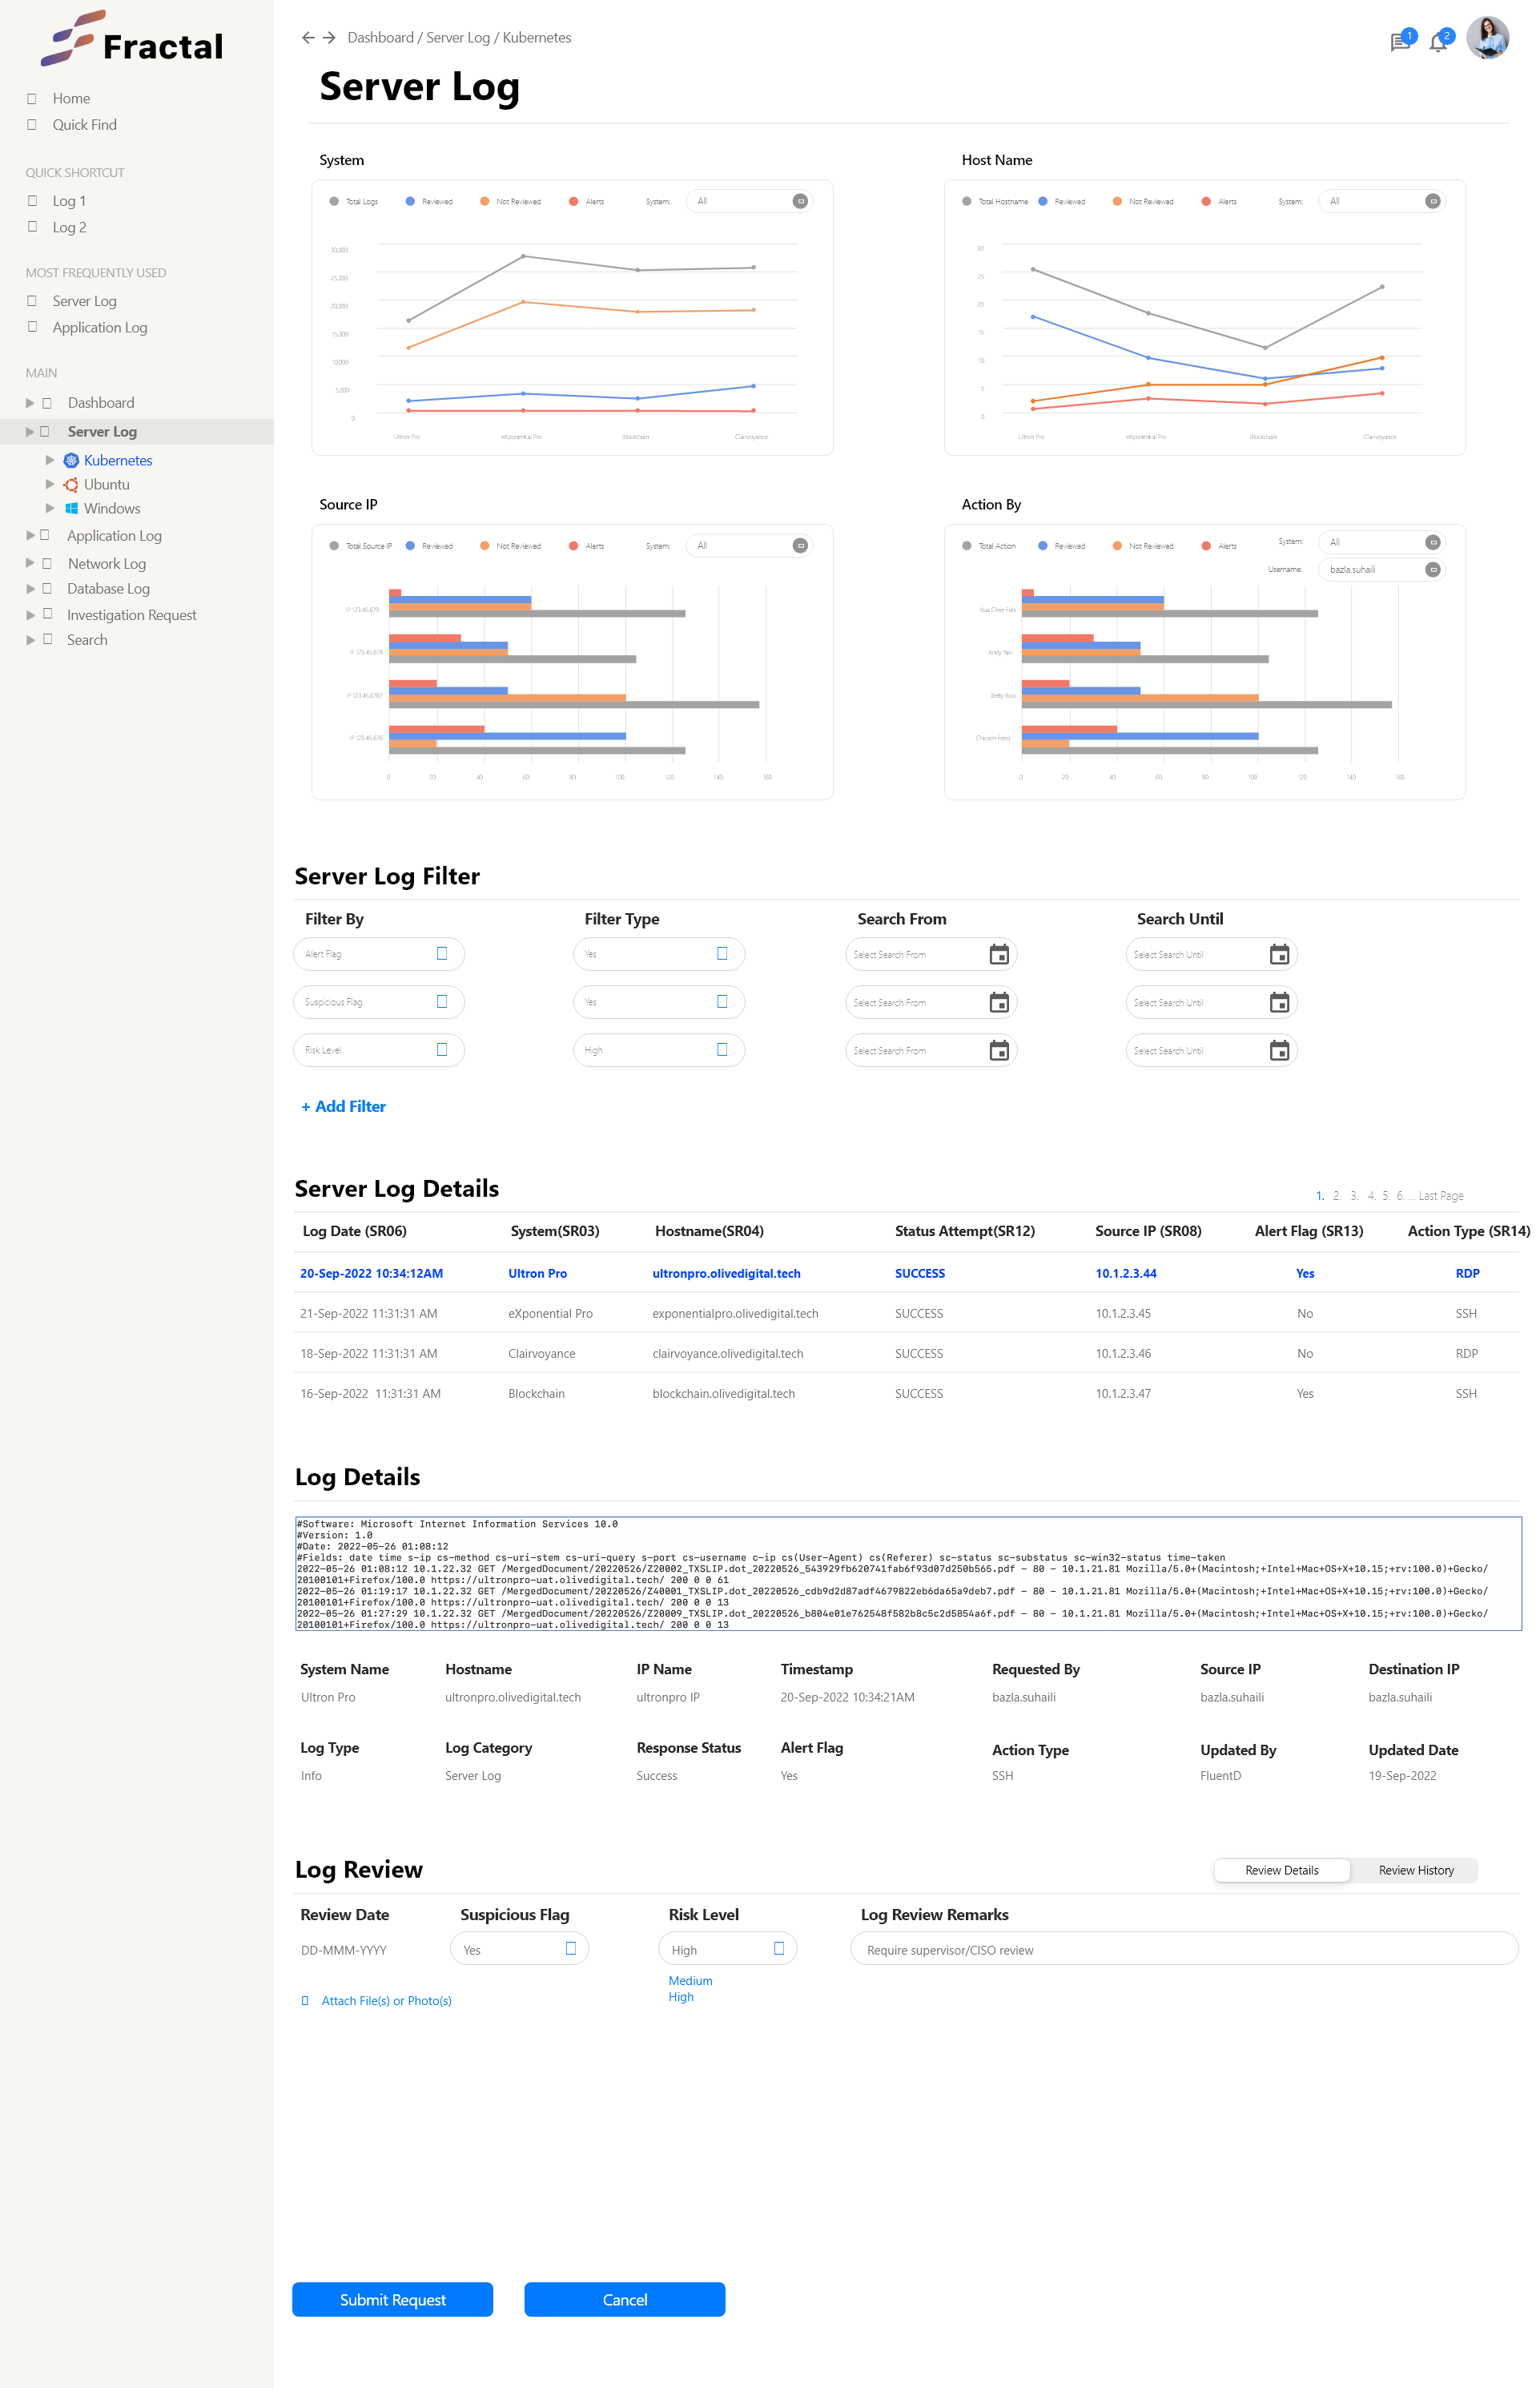 Fractal
Home
Quick Find
QUICK SHORTCUT
Log 1
Log 2
MOST FREQUENTLY USED
Server Log
Application Log
MAIN
Dashboard
Server Log
Kubernetes
Ubuntu
Windows
Application Log
Network Log
Database Log
Investigation Request
Search
Dashboard / Server Log / Kubernetes
1
2
Server Log
System
Total Logs Reviewed Not Reviewed Alerts System: All
30,000
25,000
20,000
15,000
10,000
5,000
0
Ultron Pro eXponential Pro Blockchain Clairvoyance
Host Name
Total Hostname Reviewed Not Reviewed Alerts System: All
30
25
20
15
10
5
0
Ultron Pro eXponential Pro Blockchain Clairvoyance
Source IP
Total Source IP Reviewed Not Reviewed Alerts System: All
IP 123.45.679
IP 123.45.678
IP 123.45.6767
IP 123.45.676
0 20 40 60 80 100 120 140 160
Action By
Total Action Reviewed Not Reviewed Alerts System: All
Username: bazla.suhaili
Kua Chee Fun
Andy Yao
Betty Boo
Chicken Feed
0 20 40 60 80 100 120 140 160
Server Log Filter
Filter By Filter Type Search From Search Until
Alert Flag Yes Select Search From Select Search Until
Suspicious Flag Yes Select Search From Select Search Until
Risk Level High Select Search From Select Search Until
+ Add Filter
Server Log Details
1. 2. 3. 4. 5. 6. ... Last Page
Log Date (SR06) System(SR03) Hostname(SR04) Status Attempt(SR12) Source IP (SR08) Alert Flag (SR13) Action Type (SR14)
20-Sep-2022 10:34:12AM Ultron Pro ultronpro.olivedigital.tech SUCCESS 10.1.2.3.44 Yes RDP
21-Sep-2022 11:31:31 AM eXponential Pro exponentialpro.olivedigital.tech SUCCESS 10.1.2.3.45 No SSH
18-Sep-2022 11:31:31 AM Clairvoyance clairvoyance.olivedigital.tech SUCCESS 10.1.2.3.46 No RDP
16-Sep-2022 11:31:31 AM Blockchain blockchain.olivedigital.tech SUCCESS 10.1.2.3.47 Yes SSH
Log Details
#Software: Microsoft Internet Information Services 10.0
#Version: 1.0
#Date: 2022-05-26 01:08:12
#Fields: date time s-ip cs-method cs-uri-stem cs-uri-query s-port cs-username c-ip cs(User-Agent) cs(Referer) sc-status sc-substatus sc-win32-status time-taken
2022-05-26 01:08:12 10.1.22.32 GET /MergedDocument/20220526/Z20002_TXSLIP.dot_20220526_543929fb620741fab6f93d07d250b565.pdf - 80 - 10.1.21.81 Mozilla/5.0+(Macintosh;+Intel+Mac+OS+X+10.15;+rv:100.0)+Gecko/
20100101+Firefox/100.0 https://ultronpro-uat.olivedigital.tech/ 200 0 0 61
2022-05-26 01:19:17 10.1.22.32 GET /MergedDocument/20220526/Z40001_TXSLIP.dot_20220526_cdb9d2d87adf4679822eb6da65a9deb7.pdf - 80 - 10.1.21.81 Mozilla/5.0+(Macintosh;+Intel+Mac+OS+X+10.15;+rv:100.0)+Gecko/
20100101+Firefox/100.0 https://ultronpro-uat.olivedigital.tech/ 200 0 0 13
2022-05-26 01:27:29 10.1.22.32 GET /MergedDocument/20220526/Z20009_TXSLIP.dot_20220526_b804e01e762548f582b8c5c2d5854a6f.pdf - 80 - 10.1.21.81 Mozilla/5.0+(Macintosh;+Intel+Mac+OS+X+10.15;+rv:100.0)+Gecko/
20100101+Firefox/100.0 https://ultronpro-uat.olivedigital.tech/ 200 0 0 13
System Name Hostname IP Name Timestamp Requested By Source IP Destination IP
Ultron Pro ultronpro.olivedigital.tech ultronpro IP 20-Sep-2022 10:34:21AM bazla.suhaili bazla.suhaili bazla.suhaili
Log Type Log Category Response Status Alert Flag Action Type Updated By Updated Date
Info Server Log Success Yes SSH FluentD 19-Sep-2022
Log Review
Review Details Review History
Review Date Suspicious Flag Risk Level Log Review Remarks
DD-MMM-YYYY Yes High Require supervisor/CISO review
Medium
High
Attach File(s) or Photo(s)
Submit Request Cancel